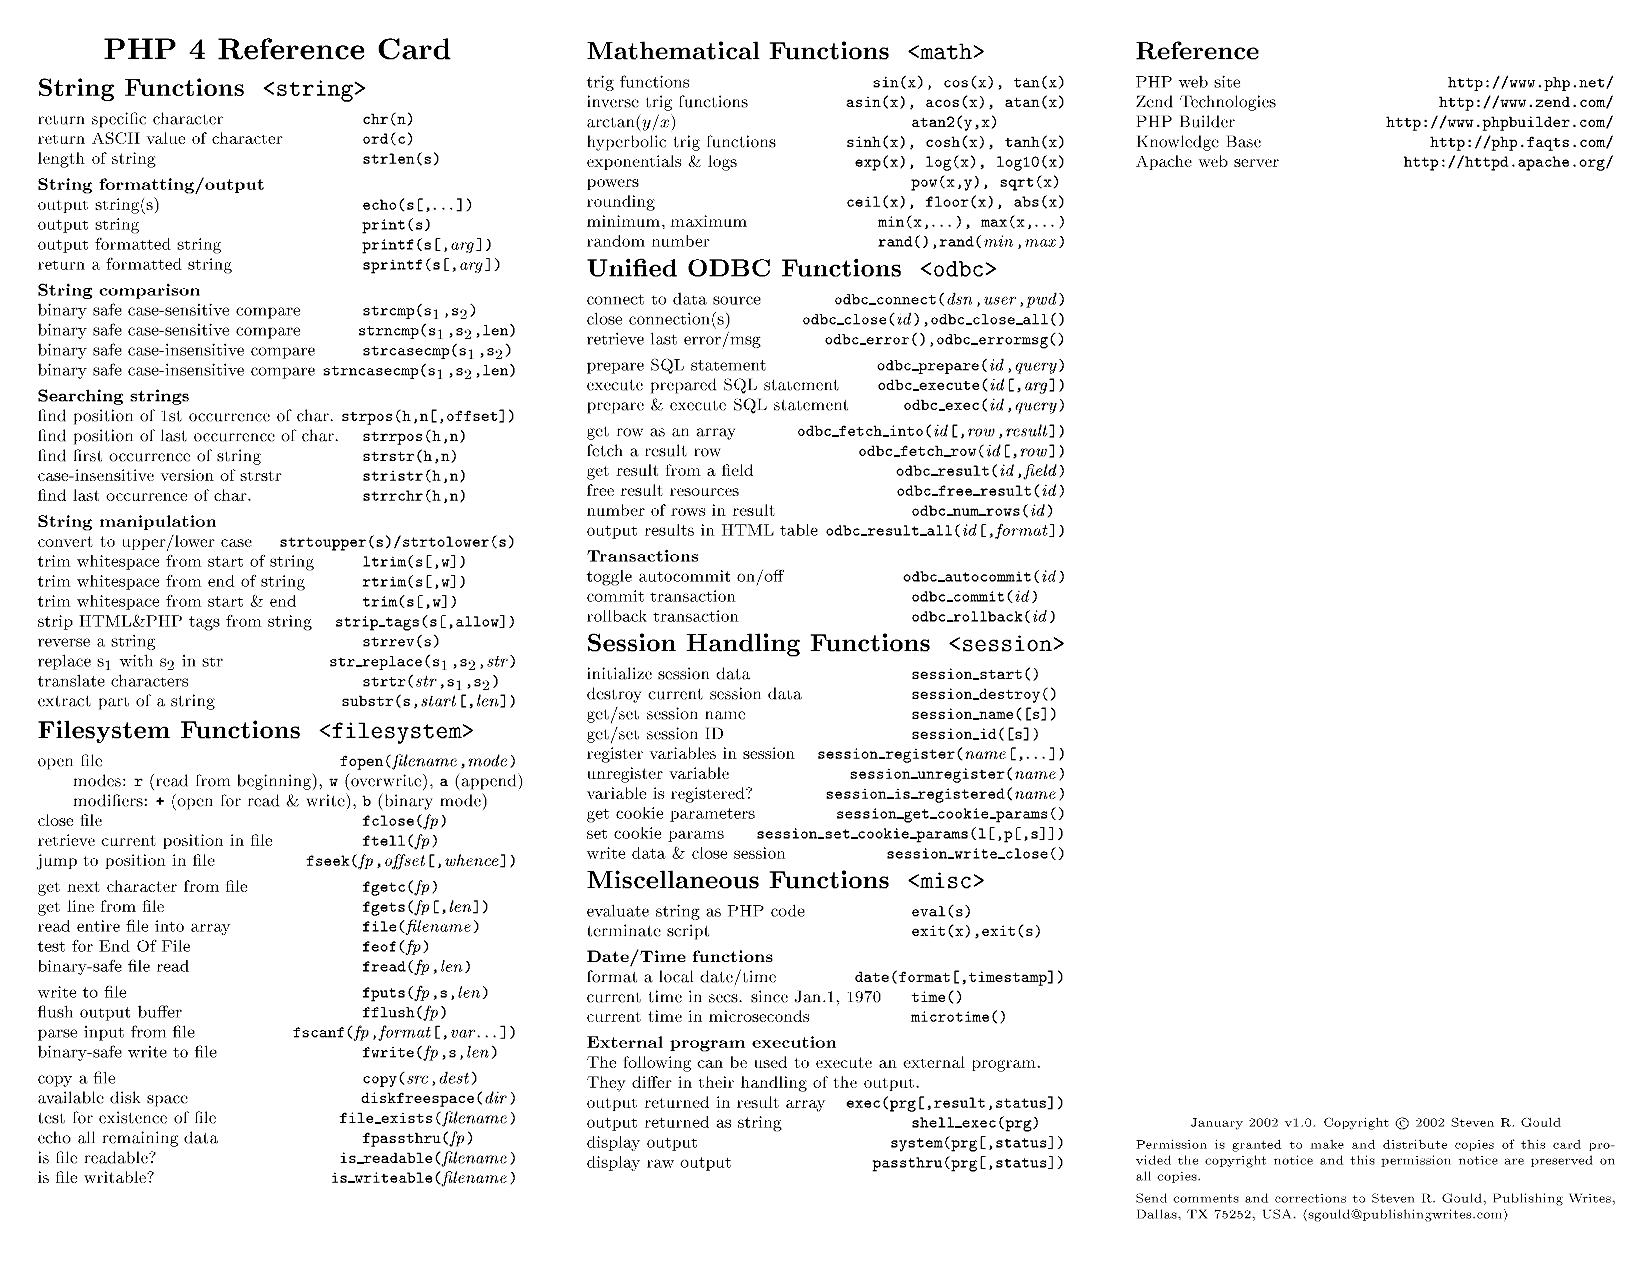 PHP 4 Reference Card
String Functions <string>
return specific character chr(n)
return ASCII value of character ord(c)
length of string strlen(s)
String formatting/output
output string(s) echo(s[,...])
output string print(s)
output formatted string printf(s[,arg])
return a formatted string sprintf(s[,arg])
String comparison
binary safe case-sensitive compare strcmp(s₁,s₂)
binary safe case-sensitive compare strncmp(s₁,s₂,len)
binary safe case-insensitive compare strcasecmp(s₁,s₂)
binary safe case-insensitive compare strncasecmp(s₁,s₂,len)
Searching strings
find position of 1st occurrence of char. strpos(h,n[,offset])
find position of last occurrence of char. strrpos(h,n)
find first occurrence of string strstr(h,n)
case-insensitive version of strstr stristr(h,n)
find last occurrence of char. strrchr(h,n)
String manipulation
convert to upper/lower case strtoupper(s)/strtolower(s)
trim whitespace from start of string ltrim(s[,w])
trim whitespace from end of string rtrim(s[,w])
trim whitespace from start & end trim(s[,w])
strip HTML&PHP tags from string strip_tags(s[,allow])
reverse a string strrev(s)
replace s₁ with s₂ in str str_replace(s₁,s₂,str)
translate characters strtr(str,s₁,s₂)
extract part of a string substr(s,start[,len])
Filesystem Functions <filesystem>
open file fopen(filename,mode)
modes: r (read from beginning), w (overwrite), a (append)
modifiers: + (open for read & write), b (binary mode)
close file fclose(fp)
retrieve current position in file ftell(fp)
jump to position in file fseek(fp,offset[,whence])
get next character from file fgetc(fp)
get line from file fgets(fp[,len])
read entire file into array file(filename)
test for End Of File feof(fp)
binary-safe file read fread(fp,len)
write to file fputs(fp,s,len)
flush output buffer fflush(fp)
parse input from file fscanf(fp,format[,var...])
binary-safe write to file fwrite(fp,s,len)
copy a file copy(src,dest)
available disk space diskfreespace(dir)
test for existence of file file_exists(filename)
echo all remaining data fpassthru(fp)
is file readable? is_readable(filename)
is file writable? is_writeable(filename)
Mathematical Functions <math>
trig functions sin(x), cos(x), tan(x)
inverse trig functions asin(x), acos(x), atan(x)
arctan(y/x) atan2(y,x)
hyperbolic trig functions sinh(x), cosh(x), tanh(x)
exponentials & logs exp(x), log(x), log10(x)
powers pow(x,y), sqrt(x)
rounding ceil(x), floor(x), abs(x)
minimum, maximum min(x,...), max(x,...)
random number rand(),rand(min,max)
Unified ODBC Functions <odbc>
connect to data source odbc_connect(dsn,user,pwd)
close connection(s) odbc_close(id),odbc_close_all()
retrieve last error/msg odbc_error(),odbc_errormsg()
prepare SQL statement odbc_prepare(id,query)
execute prepared SQL statement odbc_execute(id[,arg])
prepare & execute SQL statement odbc_exec(id,query)
get row as an array odbc_fetch_into(id[,row,result])
fetch a result row odbc_fetch_row(id[,row])
get result from a field odbc_result(id,field)
free result resources odbc_free_result(id)
number of rows in result odbc_num_rows(id)
output results in HTML table odbc_result_all(id[,format])
Transactions
toggle autocommit on/off odbc_autocommit(id)
commit transaction odbc_commit(id)
rollback transaction odbc_rollback(id)
Session Handling Functions <session>
initialize session data session_start()
destroy current session data session_destroy()
get/set session name session_name([s])
get/set session ID session_id([s])
register variables in session session_register(name[,...])
unregister variable session_unregister(name)
variable is registered? session_is_registered(name)
get cookie parameters session_get_cookie_params()
set cookie params session_set_cookie_params(l[,p[,s]])
write data & close session session_write_close()
Miscellaneous Functions <misc>
evaluate string as PHP code eval(s)
terminate script exit(x),exit(s)
Date/Time functions
format a local date/time date(format[,timestamp])
current time in secs. since Jan.1, 1970 time()
current time in microseconds microtime()
External program execution
The following can be used to execute an external program.
They differ in their handling of the output.
output returned in result array exec(prg[,result,status])
output returned as string shell_exec(prg)
display output system(prg[,status])
display raw output passthru(prg[,status])
Reference
PHP web site http://www.php.net/
Zend Technologies http://www.zend.com/
PHP Builder http://www.phpbuilder.com/
Knowledge Base http://php.faqts.com/
Apache web server http://httpd.apache.org/
January 2002 v1.0. Copyright © 2002 Steven R. Gould
Permission is granted to make and distribute copies of this card pro-
vided the copyright notice and this permission notice are preserved on
all copies.
Send comments and corrections to Steven R. Gould, Publishing Writes,
Dallas, TX 75252, USA. ⟨sgould@publishingwrites.com⟩